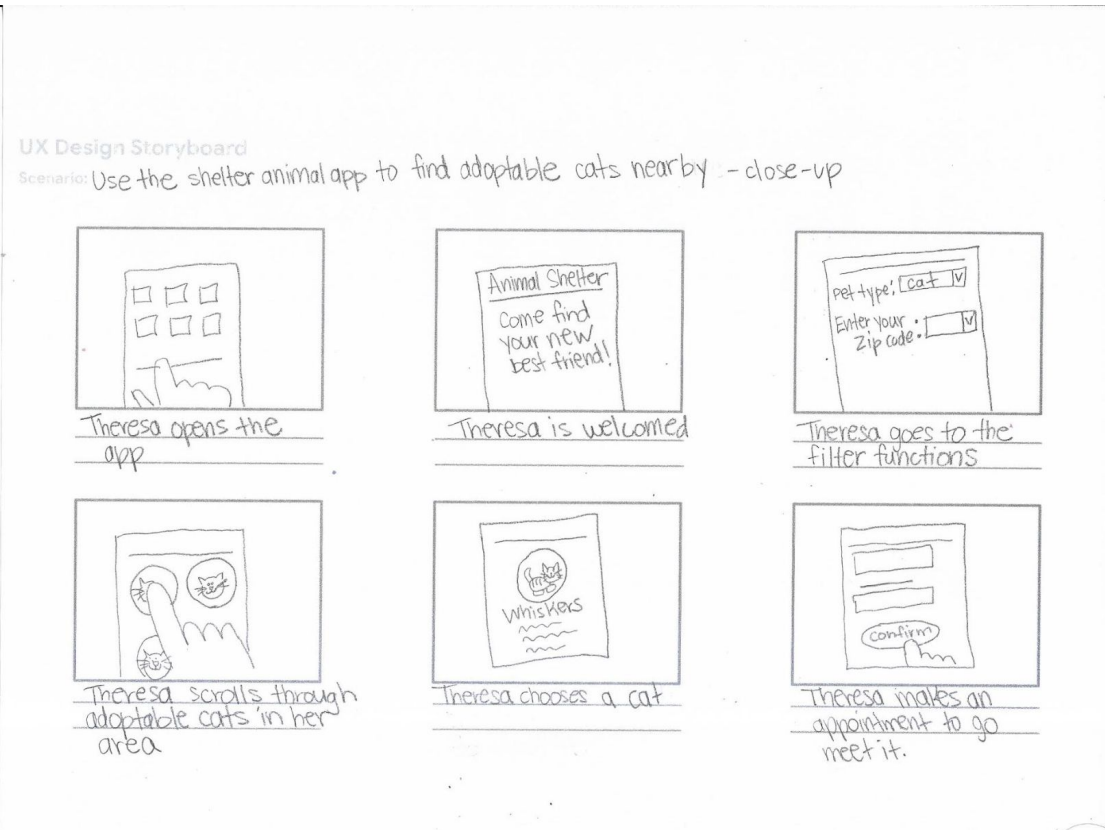 UX Design Storyboard
Scenario: Use the shelter animal app to find adoptable cats nearby - close-up
Animal Shelter
Come find
your new
best friend!
Pet type: cat V
Enter your
Zip code: V
Theresa opens the
app
Theresa is welcomed
Theresa goes to the
filter functions
Whiskers
confirm
Theresa scrolls through
adoptable cats in her
area
Theresa chooses a cat
Theresa makes an
appointment to go
meet it.